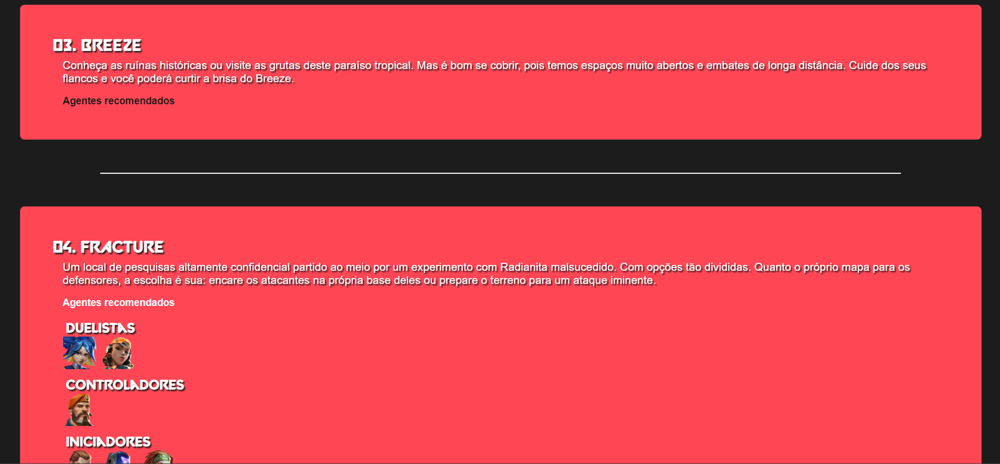 03. BREEZE
Conheça as ruínas históricas ou visite as grutas deste paraíso tropical. Mas é bom se cobrir, pois temos espaços muito abertos e embates de longa distância. Cuide dos seus
flancos e você poderá curtir a brisa do Breeze.
Agentes recomendados
04. FRACTURE
Um local de pesquisas altamente confidencial partido ao meio por um experimento com Radianita malsucedido. Com opções tão divididas. Quanto o próprio mapa para os
defensores, a escolha é sua: encare os atacantes na própria base deles ou prepare o terreno para um ataque iminente.
Agentes recomendados
DUELISTAS
CONTROLADORES
INICIADORES